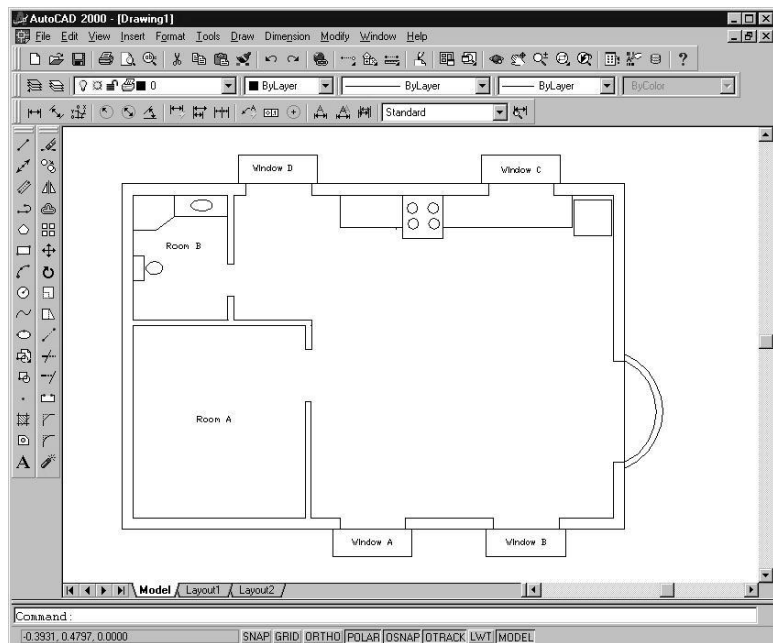 AutoCAD 2000 - [Drawing1]
File Edit View Insert Format Tools Draw Dimension Modify Window Help
0 ByLayer ByLayer ByLayer ByColor
Standard
Window D
Window C
Room B
Room A
Window A
Window B
A
Model Layout1 Layout2
Command:
-0.3931, 0.4797, 0.0000 SNAP GRID ORTHO POLAR OSNAP OTRACK LWT MODEL